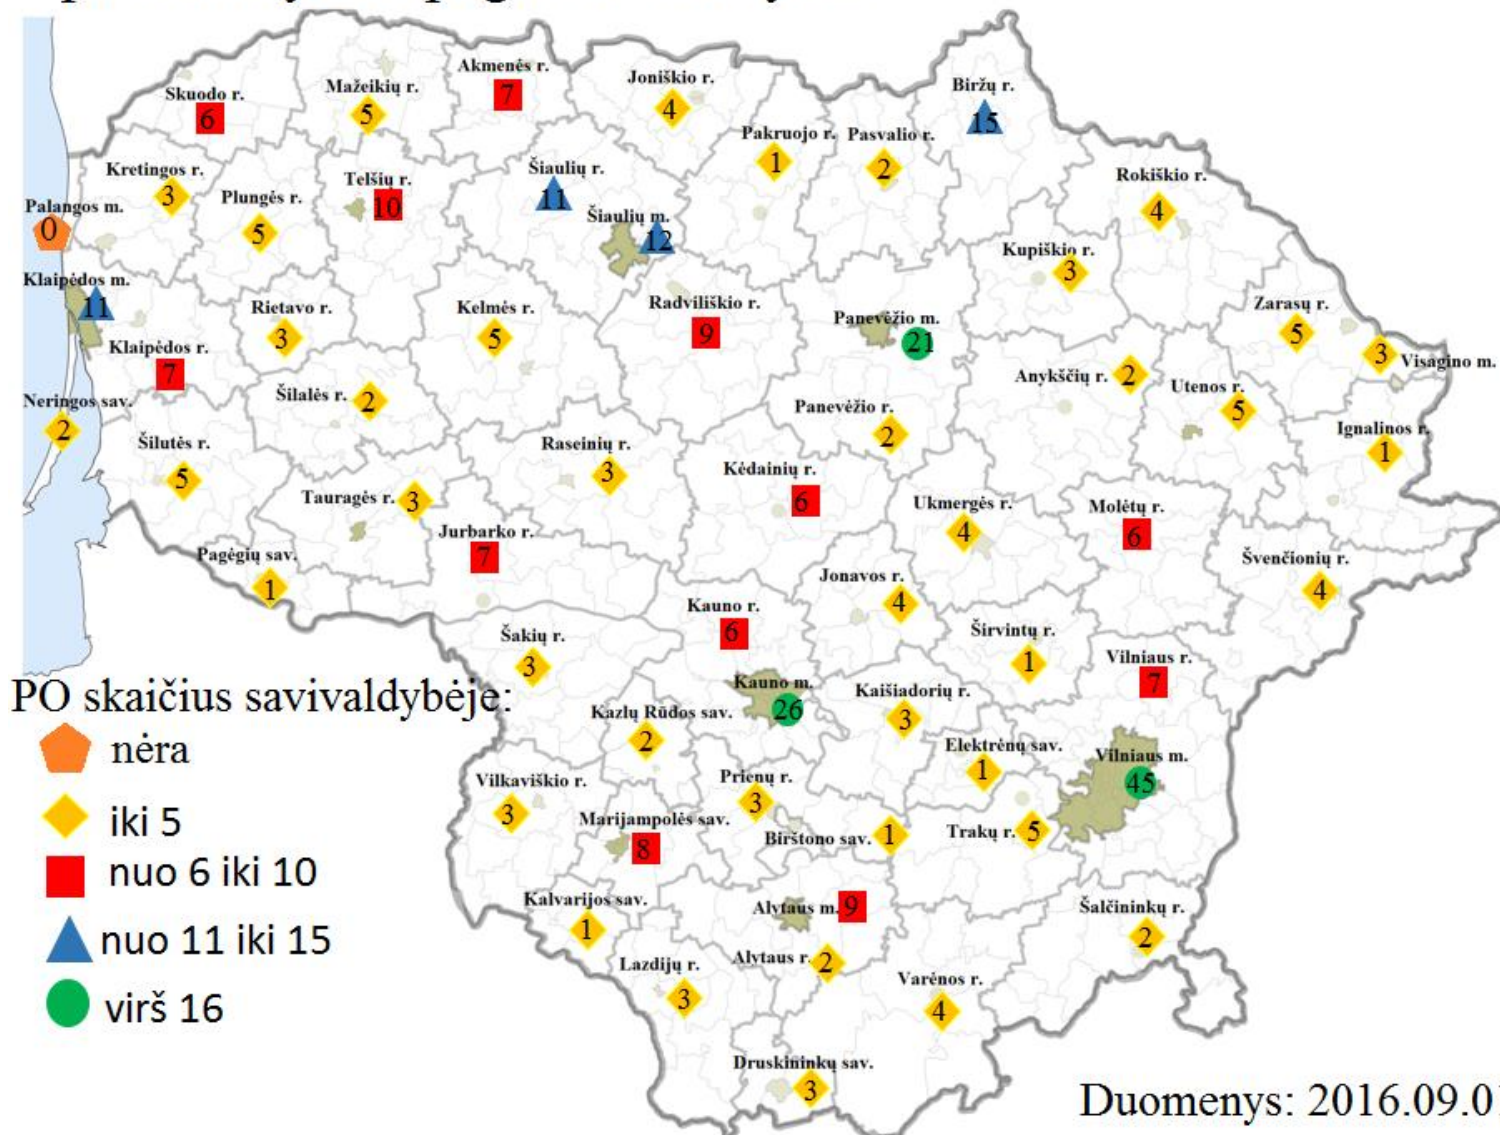 Skuodo r.
6
Mažeikių r.
5
Akmenės r.
7
Joniškio r.
4
Biržų r.
15
Pakruojo r.
1
Pasvalio r.
2
Kretingos r.
3
Plungės r.
5
Telšių r.
10
Šiaulių r.
11
Šiaulių m.
12
Rokiškio r.
4
Palangos m.
0
Kupiškio r.
3
Klaipėdos m.
11
Rietavo r.
3
Kelmės r.
5
Radviliškio r.
9
Panevėžio m.
21
Zarasų r.
5
3
Visagino m.
Klaipėdos r.
7
Anykščių r.
2
Utenos r.
5
Neringos sav.
2
Šilalės r.
2
Panevėžio r.
2
Ignalinos r.
1
Šilutės r.
5
Raseinių r.
3
Kėdainių r.
6
Tauragės r.
3
Ukmergės r.
4
Molėtų r.
6
Jurbarko r.
7
Pagėgių sav.
1
Jonavos r.
4
Švenčionių r.
4
Kauno r.
6
Šakių r.
3
Širvintų r.
1
Vilniaus r.
7
PO skaičius savivaldybėje:
nėra
iki 5
nuo 6 iki 10
nuo 11 iki 15
virš 16
Kauno m.
26
Kaišiadorių r.
3
Kazlų Rūdos sav.
2
Elektrėnų sav.
1
Vilniaus m.
45
Vilkaviškio r.
3
Prienų r.
3
Marijampolės sav.
8
Birštono sav.
1
Trakų r.
5
Kalvarijos sav.
1
Alytaus m.
9
Šalčininkų r.
2
Lazdijų r.
3
Alytaus r.
2
Varėnos r.
4
Druskininkų sav.
3
Duomenys: 2016.09.01